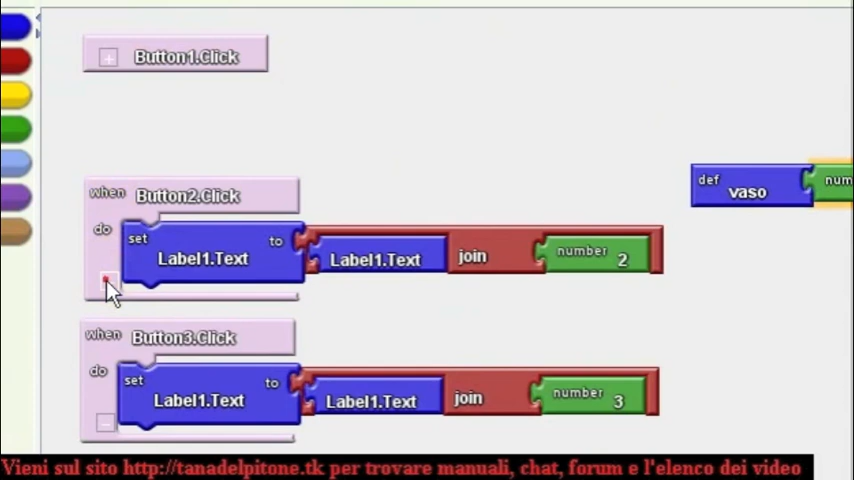 Button1.Click
when Button2.Click
do set Label1.Text to Label1.Text join number 2
def vaso num
when Button3.Click
do set Label1.Text to Label1.Text join number 3
Vieni sul sito http://tanadelpitone.tk per trovare manuali, chat, forum e l'elenco dei video